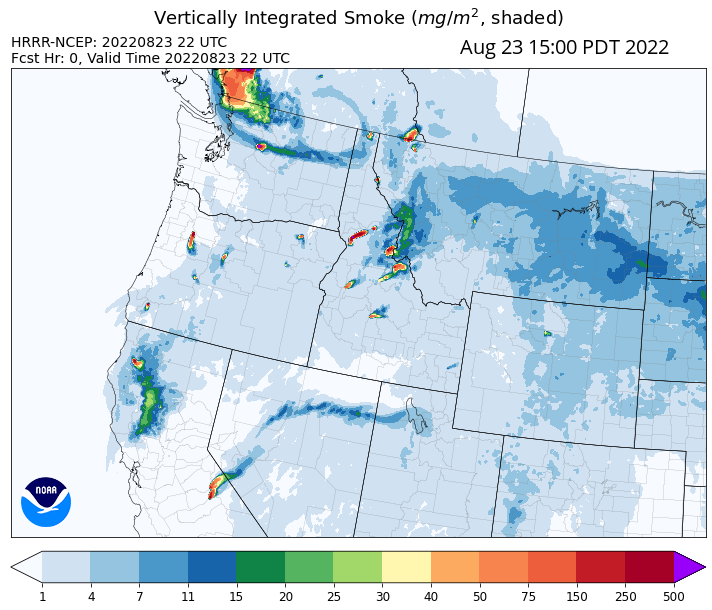 Vertically Integrated Smoke (mg/m², shaded)
HRRR-NCEP: 20220823 22 UTC
Fcst Hr: 0, Valid Time 20220823 22 UTC
Aug 23 15:00 PDT 2022
NOAA
1 4 7 11 15 20 25 30 40 50 75 150 250 500